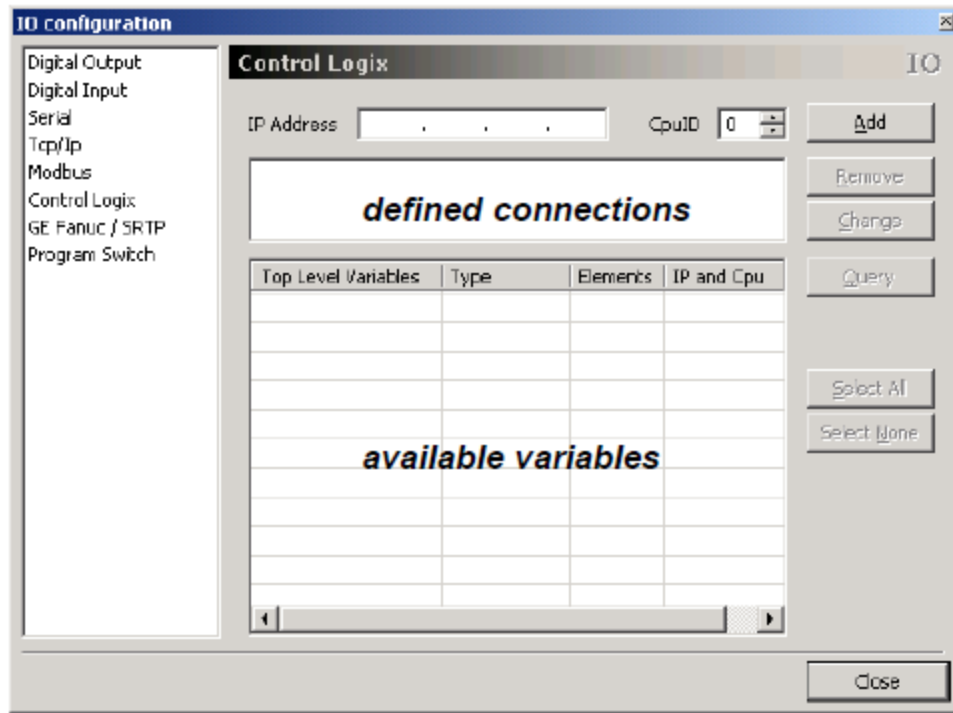 IO configuration
Digital Output
Digital Input
Serial
Tcp/Ip
Modbus
Control Logix
GE Fanuc / SRTP
Program Switch
Control Logix IO
IP Address . . . CpuID 0 Add
defined connections
Remove
Change
Top Level Variables Type Elements IP and Cpu
Query
Select All
Select None
available variables
Close